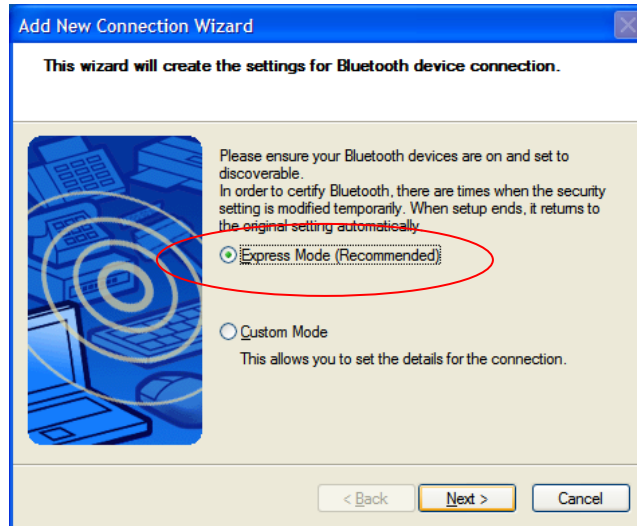 Add New Connection Wizard
This wizard will create the settings for Bluetooth device connection.
Please ensure your Bluetooth devices are on and set to
discoverable.
In order to certify Bluetooth, there are times when the security
setting is modified temporarily. When setup ends, it returns to
the original setting automatically.
Express Mode (Recommended)
Custom Mode
This allows you to set the details for the connection.
< Back
Next >
Cancel